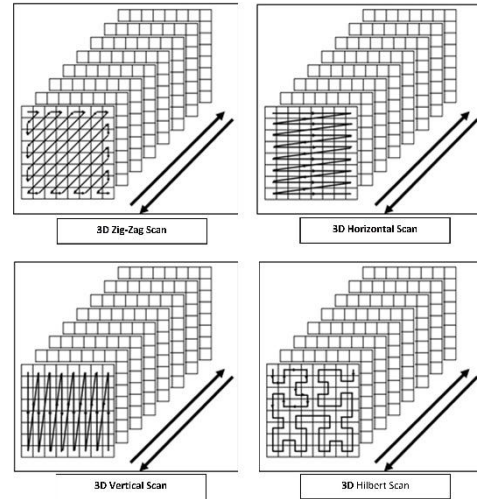 3D Zig-Zag Scan
3D Horizontal Scan
3D Vertical Scan
3D Hilbert Scan